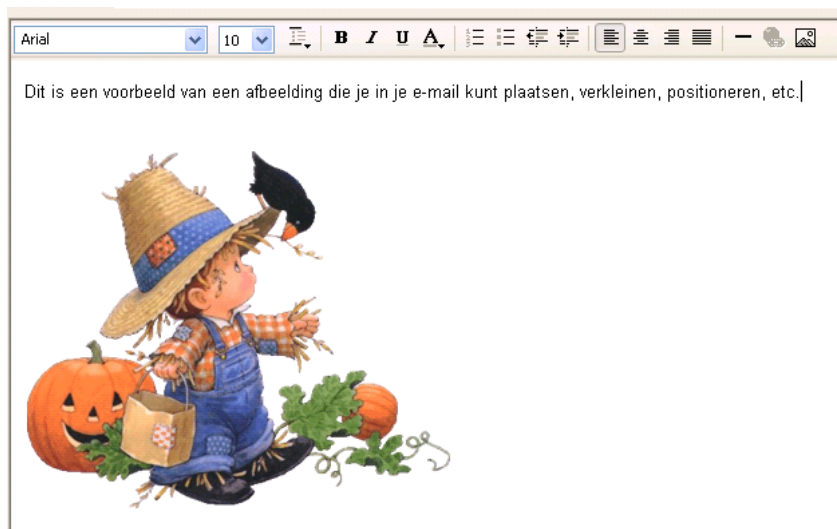 Arial 10 B I U A
Dit is een voorbeeld van een afbeelding die je in je e-mail kunt plaatsen, verkleinen, positioneren, etc.